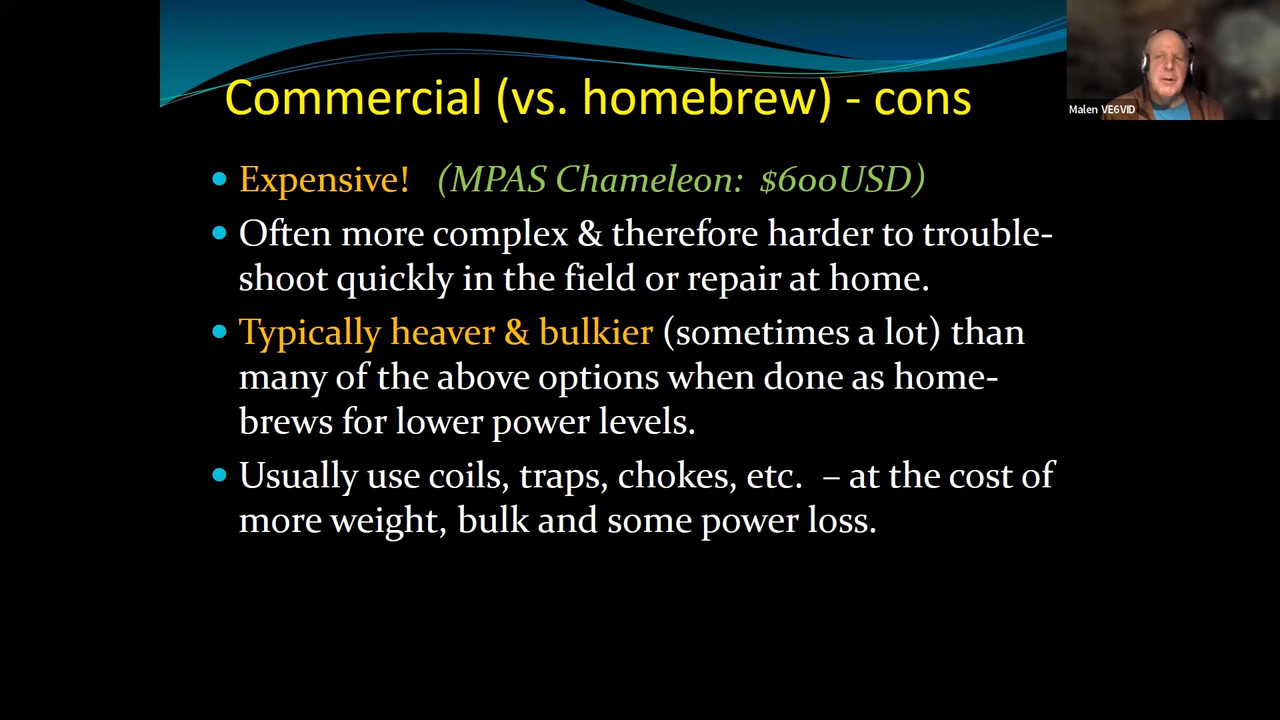 Commercial (vs. homebrew) - cons
Malen VE6VID
• Expensive! (MPAS Chameleon: $600USD)
• Often more complex & therefore harder to trouble-
shoot quickly in the field or repair at home.
• Typically heaver & bulkier (sometimes a lot) than
many of the above options when done as home-
brews for lower power levels.
• Usually use coils, traps, chokes, etc. – at the cost of
more weight, bulk and some power loss.